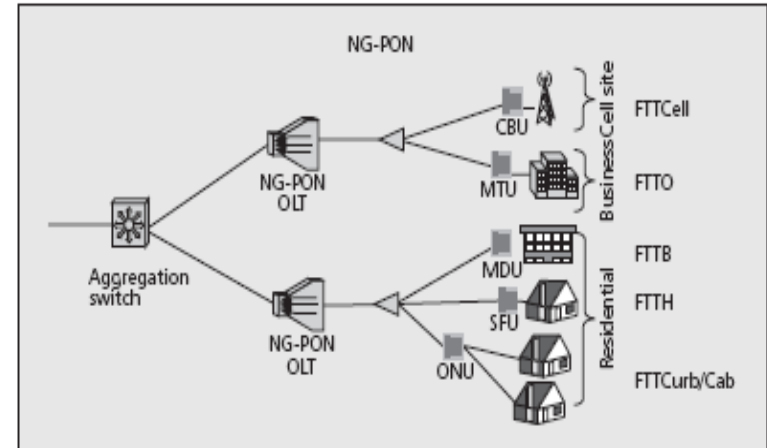 NG-PON
CBU
Cell site
FTTCell
NG-PON
OLT
MTU
Business
FTTO
Aggregation
switch
MDU
FTTB
SFU
Residential
FTTH
NG-PON
OLT
ONU
FTTCurb/Cab